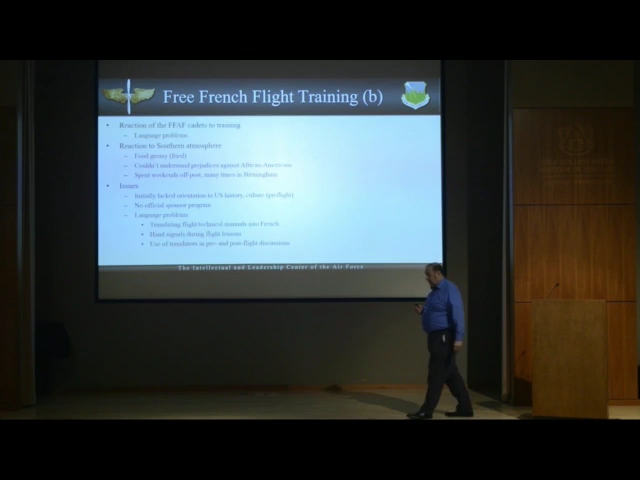 Free French Flight Training (b)
• Reaction of the FFAF cadets to training
– Language problems
• Reaction to Southern atmosphere
– Food greasy (fried)
– Couldn't understand prejudices against African-Americans
– Spent weekends off-post, many times in Birmingham
• Issues
– Initially lacked orientation to US history, culture (pre-flight)
– No official sponsor program
– Language problems
• Translating flight/technical manuals into French
• Hand signals during flight lessons
• Use of translators in pre- and post-flight discussions
The Intellectual and Leadership Center of the Air Force